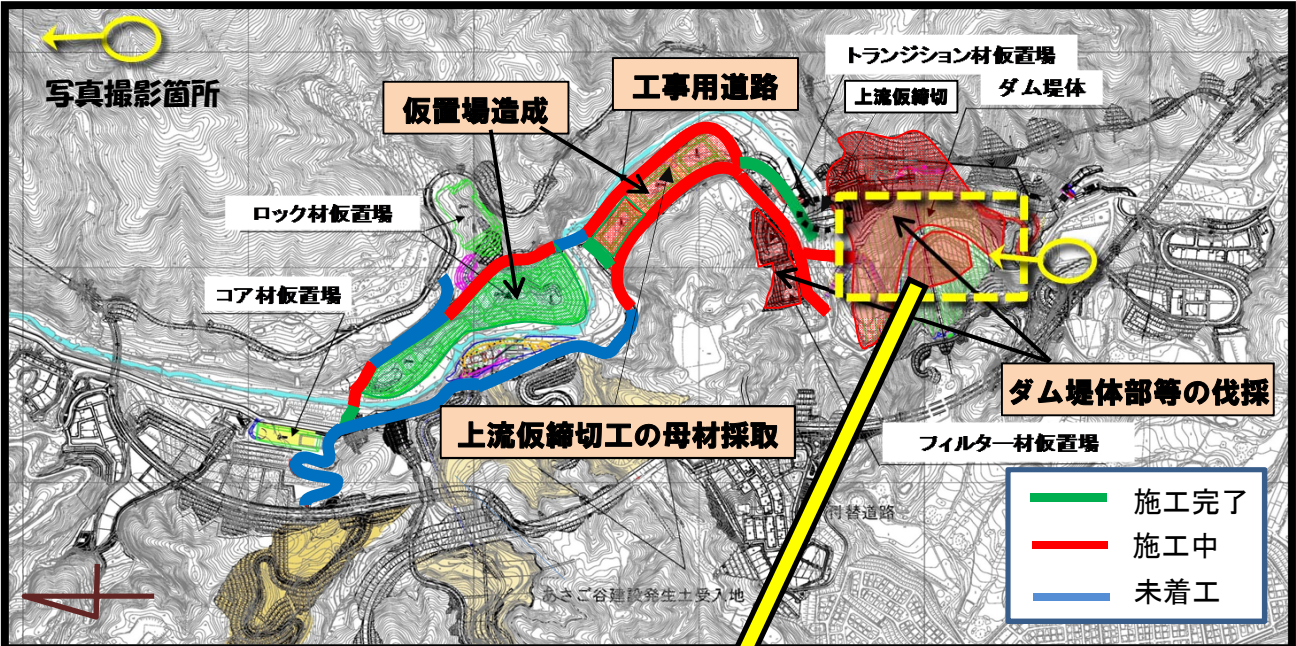 写真撮影箇所
仮置場造成
工事用道路
トランジション材仮置場
上流仮締切
ダム堤体
ロック材仮置場
コア材仮置場
上流仮締切工の母材採取
ダム堤体部等の伐採
フィルター材仮置場
付替道路
あさご谷建設発生土受入地
施工完了
施工中
未着工